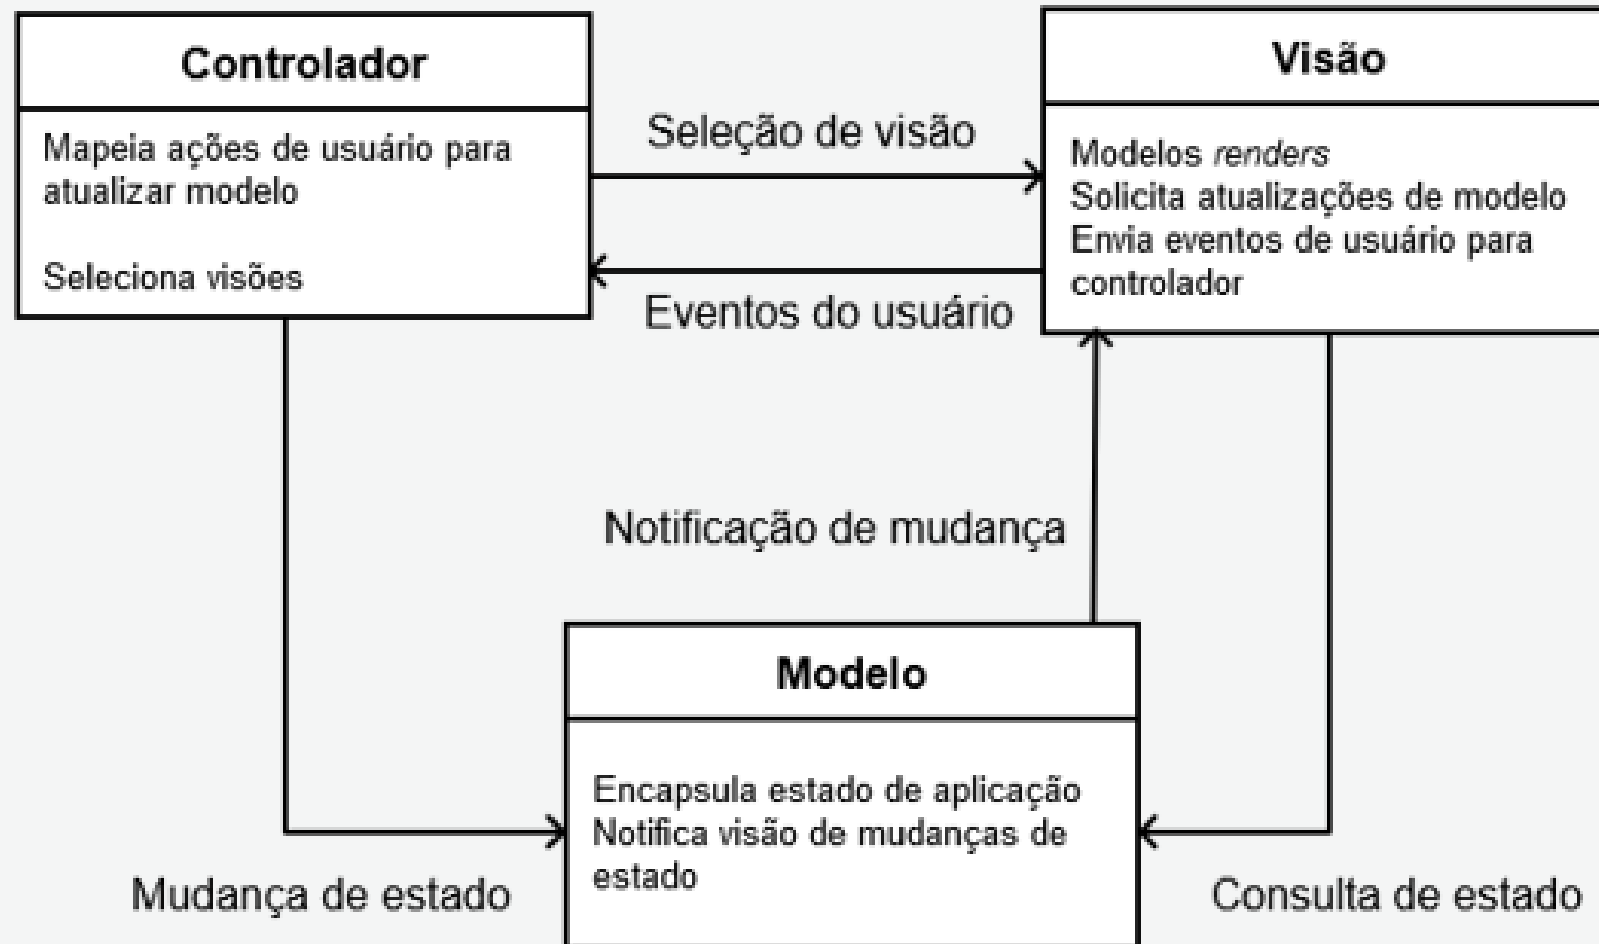 Controlador
Mapeia ações de usuário para
atualizar modelo
Seleciona visões
Seleção de visão
Eventos do usuário
Visão
Modelos renders
Solicita atualizações de modelo
Envia eventos de usuário para
controlador
Notificação de mudança
Modelo
Encapsula estado de aplicação
Notifica visão de mudanças de
estado
Mudança de estado
Consulta de estado